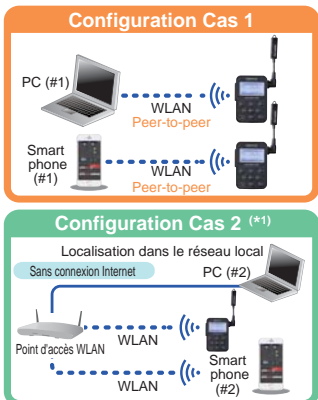 Configuration Cas 1
PC (#1)
WLAN
Peer-to-peer
Smart
phone
(#1)
WLAN
Peer-to-peer
Configuration Cas 2 (*1)
Localisation dans le réseau local
Sans connexion Internet
PC (#2)
Point d'accès WLAN
WLAN
WLAN
Smart
phone
(#2)